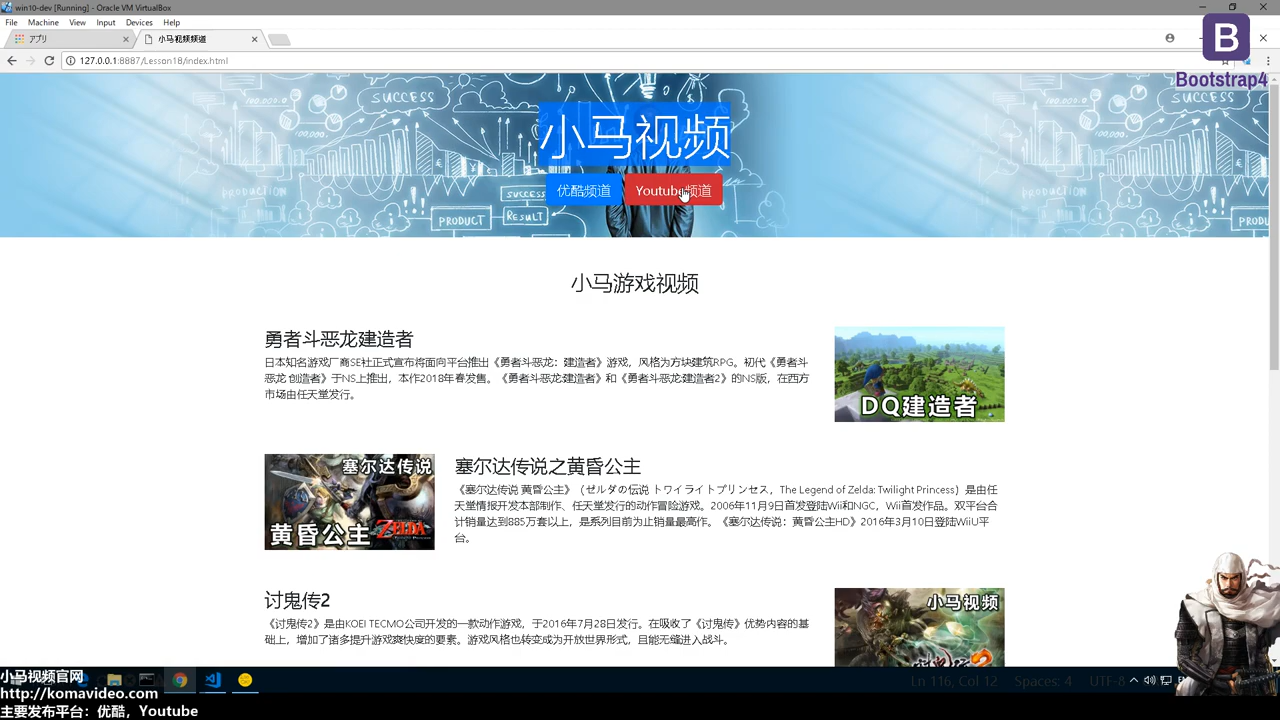 win10-dev [Running] - Oracle VM VirtualBox
File Machine View Input Devices Help
アプリ
小马视频频道
127.0.0.1:8887/Lesson18/index.html
B
Bootstrap4
SUCCESS
SUCCESS
100,000.0
100,000
PRODUCTION
SUCCESS
PRODUCT
RESULT
小马视频
优酷频道
Youtube频道
小马游戏视频
勇者斗恶龙建造者
日本知名游戏厂商SE社正式宣布将面向平台推出《勇者斗恶龙：建造者》游戏，风格为方块建筑RPG。初代《勇者斗
恶龙 创造者》于NS上推出，本作2018年春发售。《勇者斗恶龙:建造者》和《勇者斗恶龙:建造者2》的NS版，在西方
市场由任天堂发行。
DQ建造者
塞尔达传说
黄昏公主
ZELDA
塞尔达传说之黄昏公主
《塞尔达传说 黄昏公主》（ゼルダの伝说 トワイライトプリンセス，The Legend of Zelda: Twilight Princess）是由任
天堂情报开发本部制作、任天堂发行的动作冒险游戏。2006年11月9日首发登陆Wii和NGC，Wii首发作品。双平台合
计销量达到885万套以上，是系列目前为止销量最高作。《塞尔达传说：黄昏公主HD》2016年3月10日登陆WiiU平
台。
讨鬼传2
《讨鬼传2》是由KOEI TECMO公司开发的一款动作游戏，于2016年7月28日发行。在吸收了《讨鬼传》优势内容的基
础上，增加了诸多提升游戏爽快度的要素。游戏风格也转变成为开放世界形式，且能无缝进入战斗。
小马视频
小马视频官网
http://komavideo.com
主要发布平台：优酷，Youtube
Ln 116, Col 12 Spaces: 4 UTF-8